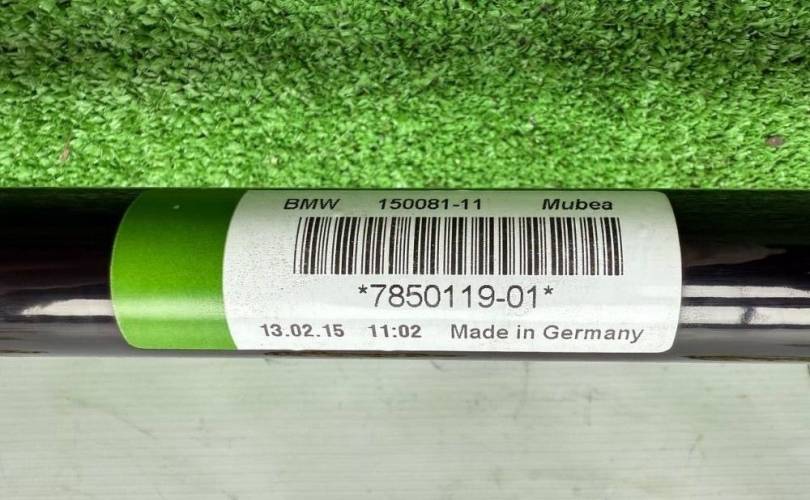 BMW 150081-11 Mubea
*7850119-01*
13.02.15 11:02 Made in Germany